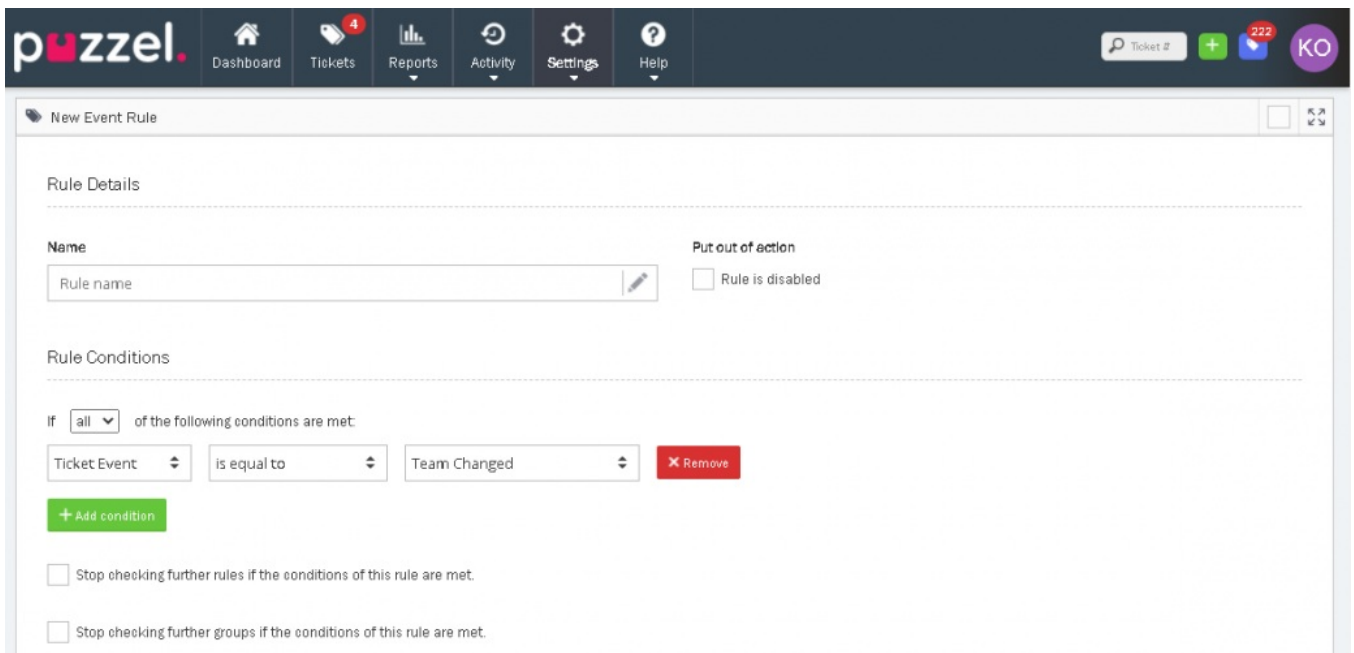 puzzel.
Dashboard
Tickets
4
Reports
Activity
Settings
Help
Ticket #
222
KO
New Event Rule
Rule Details
Name
Put out of action
Rule name
Rule is disabled
Rule Conditions
If all of the following conditions are met:
Ticket Event is equal to Team Changed Remove
Add condition
Stop checking further rules if the conditions of this rule are met.
Stop checking further groups if the conditions of this rule are met.